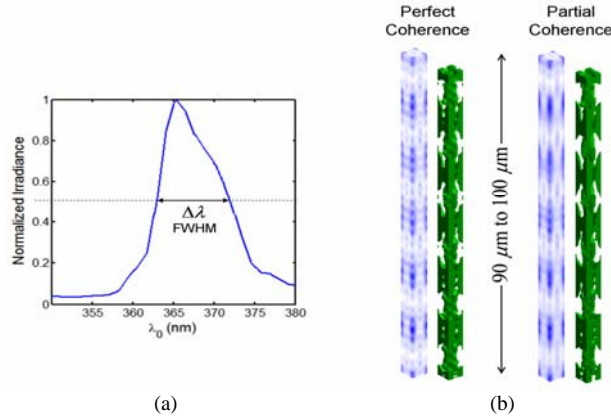 Normalized Irradiance
1
0.8
0.6
0.4
0.2
0
Δλ
FWHM
355 360 365 370 375 380
λ0 (nm)
(a)
Perfect
Coherence
Partial
Coherence
90 μm to 100 μm
(b)